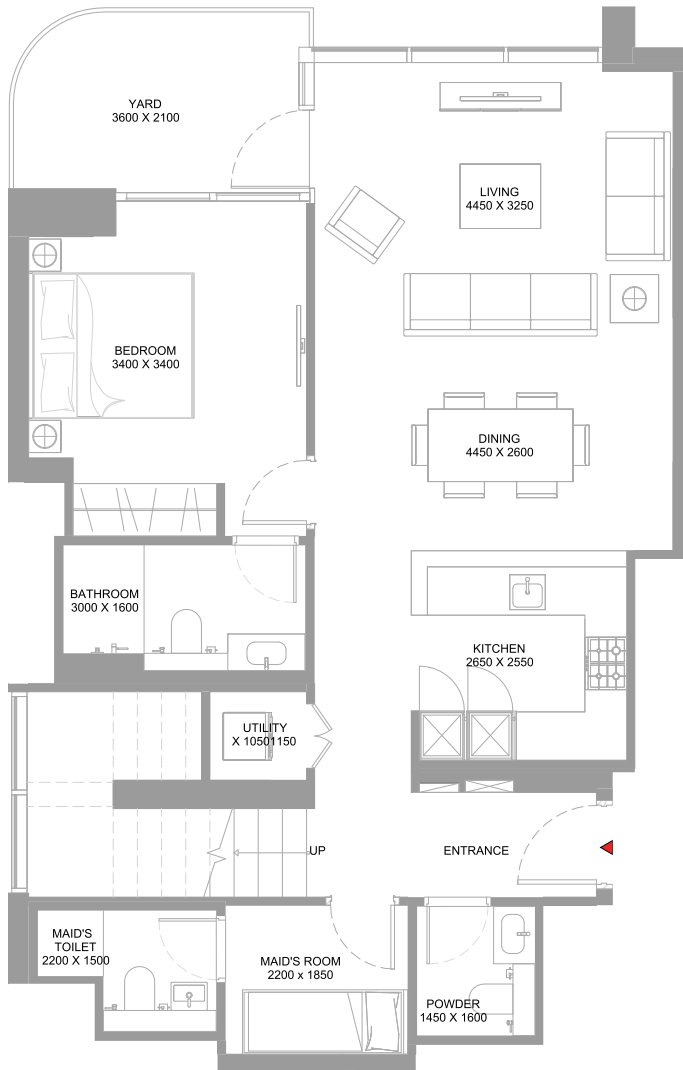 YARD
3600 X 2100
LIVING
4450 X 3250
BEDROOM
3400 X 3400
DINING
4450 X 2600
BATHROOM
3000 X 1600
KITCHEN
2650 X 2550
UTILITY
X 10501150
UP
ENTRANCE
MAID'S
TOILET
2200 X 1500
MAID'S ROOM
2200 x 1850
POWDER
1450 X 1600